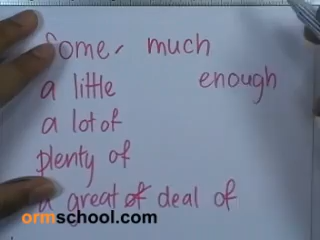 Some, much
a little enough
a lot of
plenty of
a great of deal of
ormschool.com